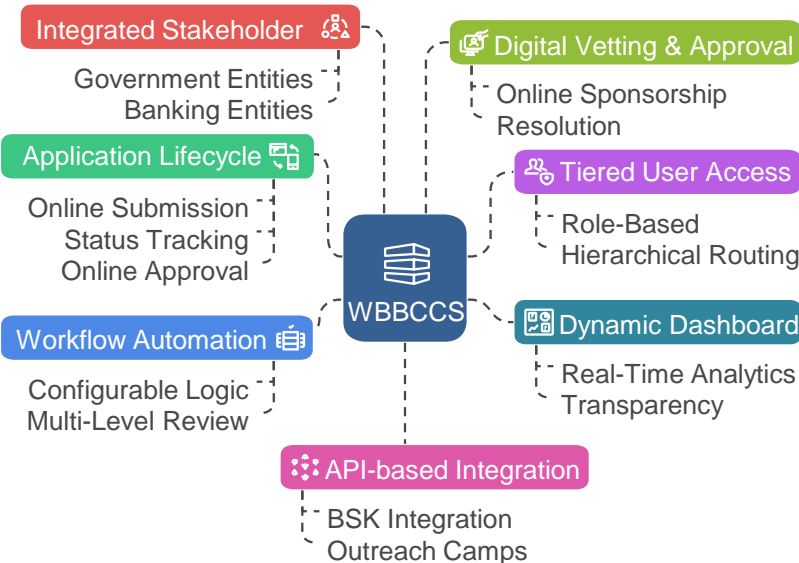 Integrated Stakeholder
Government Entities
Banking Entities
Application Lifecycle
Online Submission
Status Tracking
Online Approval
Workflow Automation
Configurable Logic
Multi-Level Review
WBBCCS
Digital Vetting & Approval
Online Sponsorship
Resolution
Tiered User Access
Role-Based
Hierarchical Routing
Dynamic Dashboard
Real-Time Analytics
Transparency
API-based Integration
BSK Integration
Outreach Camps